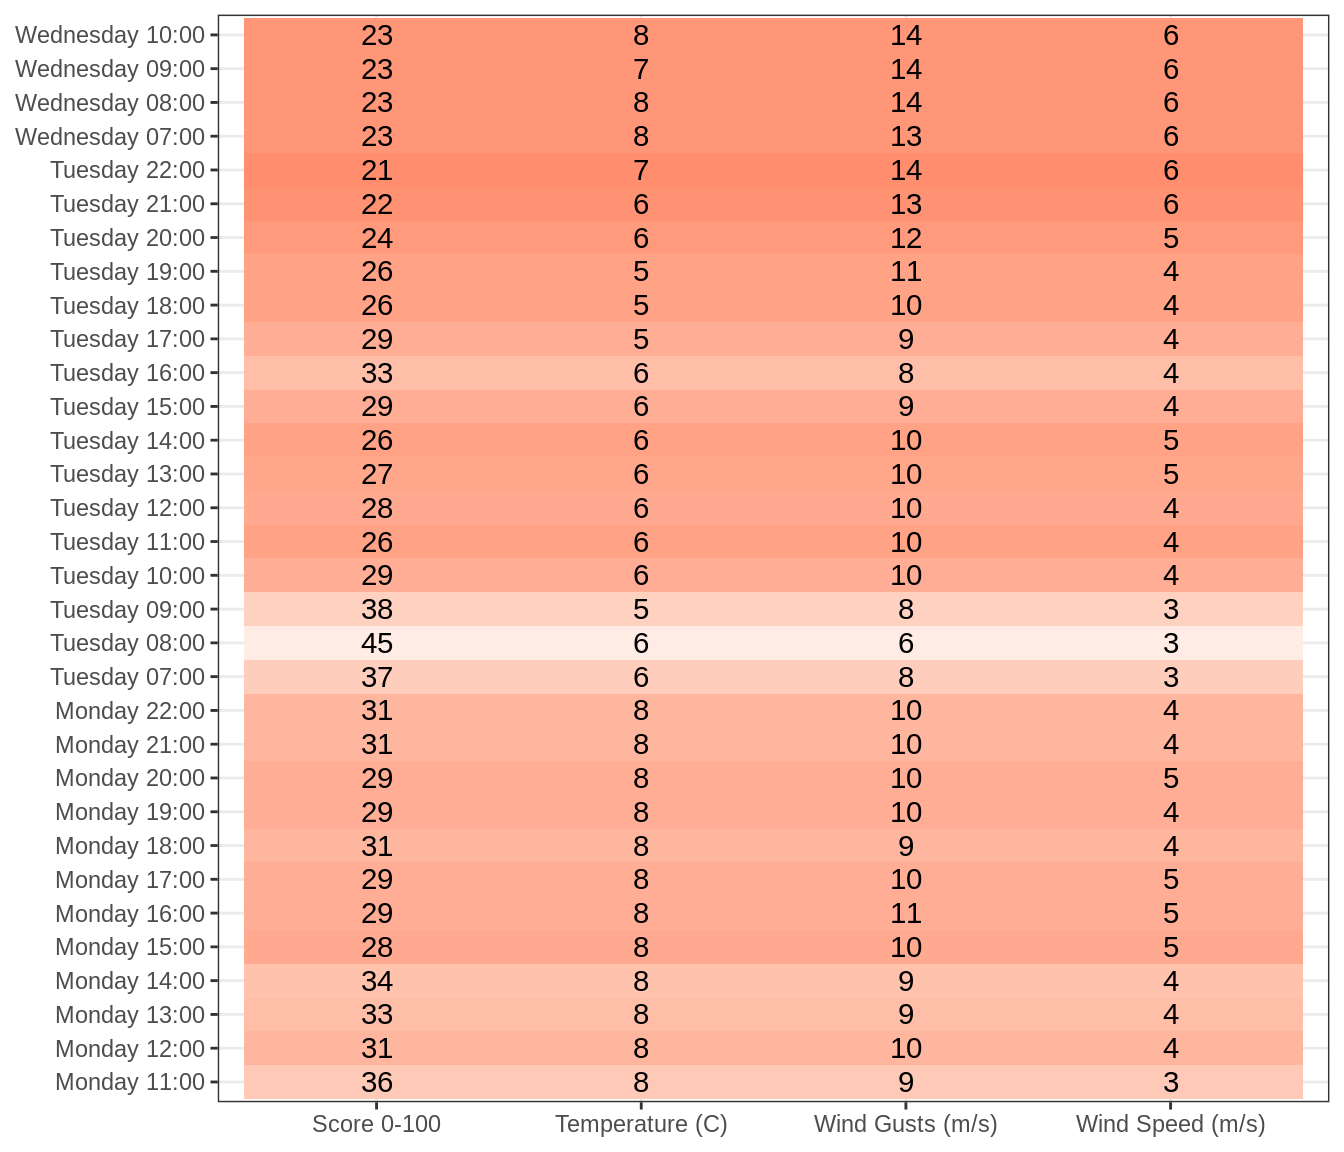 Wednesday 10:00 23 8 14 6
Wednesday 09:00 23 7 14 6
Wednesday 08:00 23 8 14 6
Wednesday 07:00 23 8 13 6
Tuesday 22:00 21 7 14 6
Tuesday 21:00 22 6 13 6
Tuesday 20:00 24 6 12 5
Tuesday 19:00 26 5 11 4
Tuesday 18:00 26 5 10 4
Tuesday 17:00 29 5 9 4
Tuesday 16:00 33 6 8 4
Tuesday 15:00 29 6 9 4
Tuesday 14:00 26 6 10 5
Tuesday 13:00 27 6 10 5
Tuesday 12:00 28 6 10 4
Tuesday 11:00 26 6 10 4
Tuesday 10:00 29 6 10 4
Tuesday 09:00 38 5 8 3
Tuesday 08:00 45 6 6 3
Tuesday 07:00 37 6 8 3
Monday 22:00 31 8 10 4
Monday 21:00 31 8 10 4
Monday 20:00 29 8 10 5
Monday 19:00 29 8 10 4
Monday 18:00 31 8 9 4
Monday 17:00 29 8 10 5
Monday 16:00 29 8 11 5
Monday 15:00 28 8 10 5
Monday 14:00 34 8 9 4
Monday 13:00 33 8 9 4
Monday 12:00 31 8 10 4
Monday 11:00 36 8 9 3
Score 0-100 Temperature (C) Wind Gusts (m/s) Wind Speed (m/s)